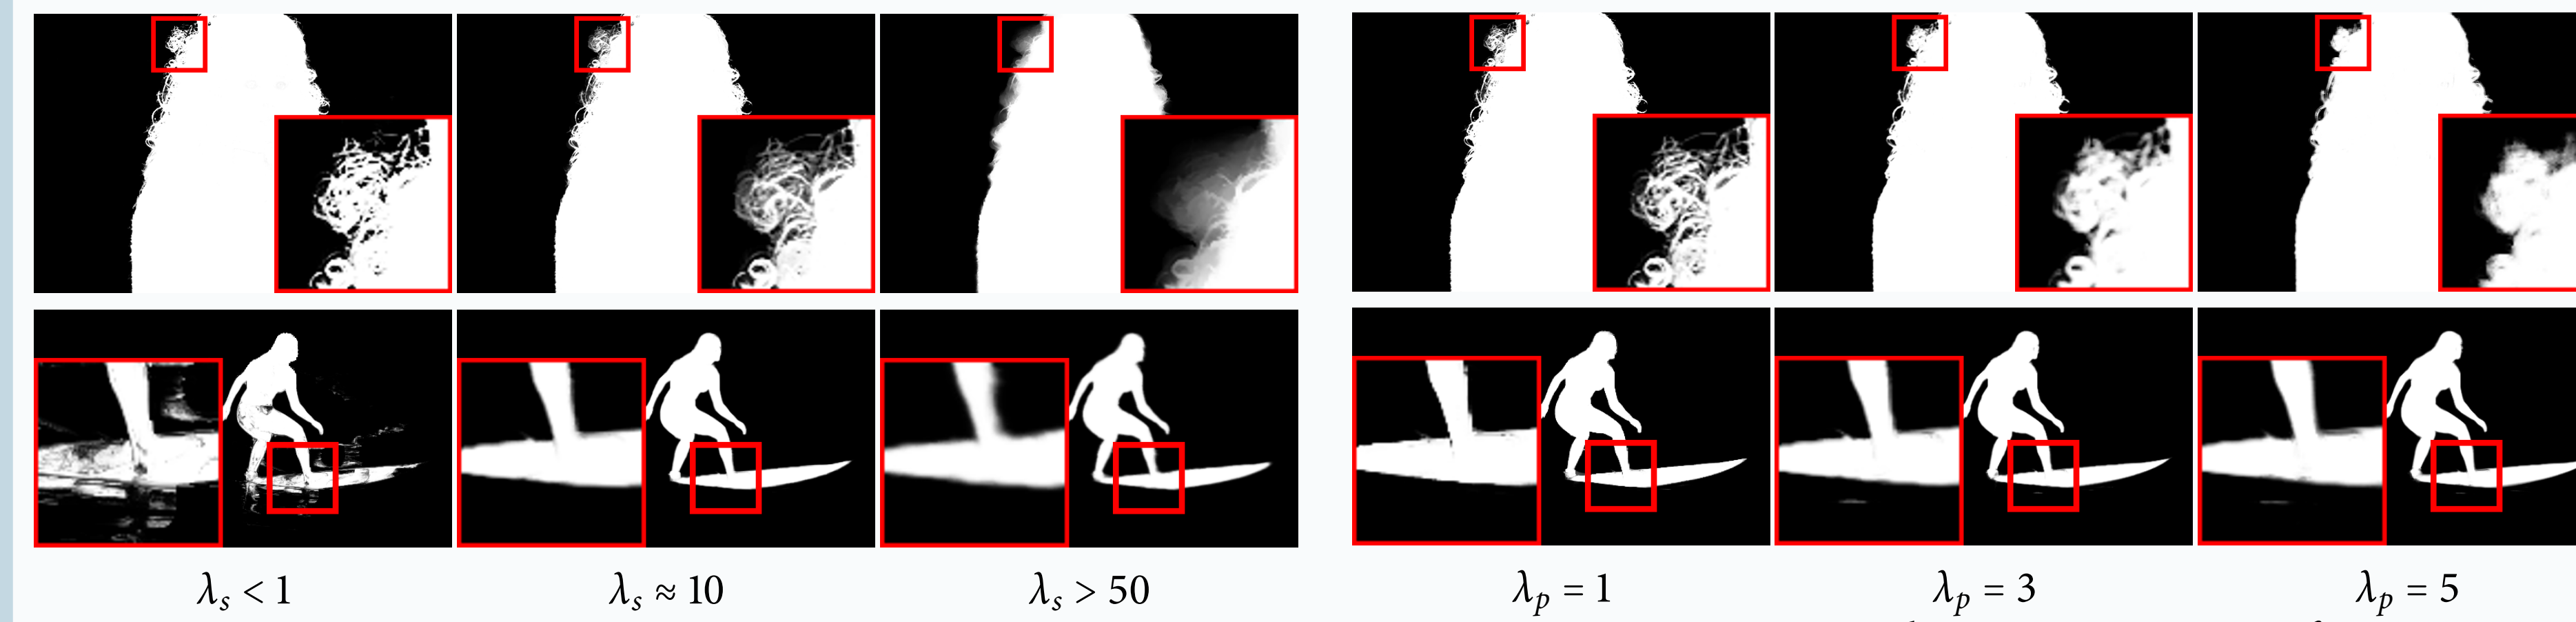 λs < 1 λs ≈ 10 λs > 50 λp = 1 λp = 3 λp = 5